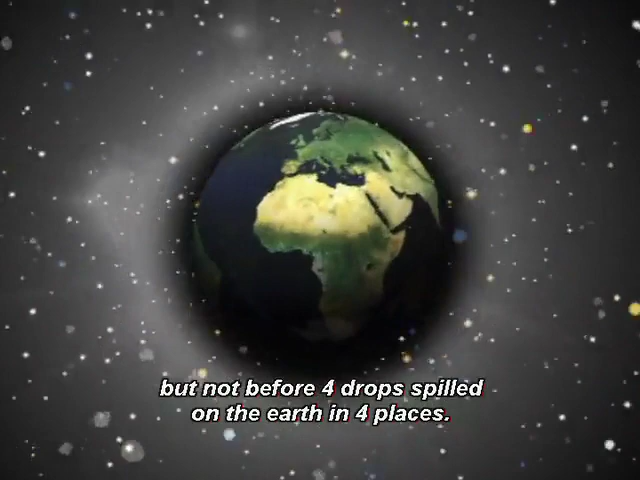 but not before 4 drops spilled
on the earth in 4 places.